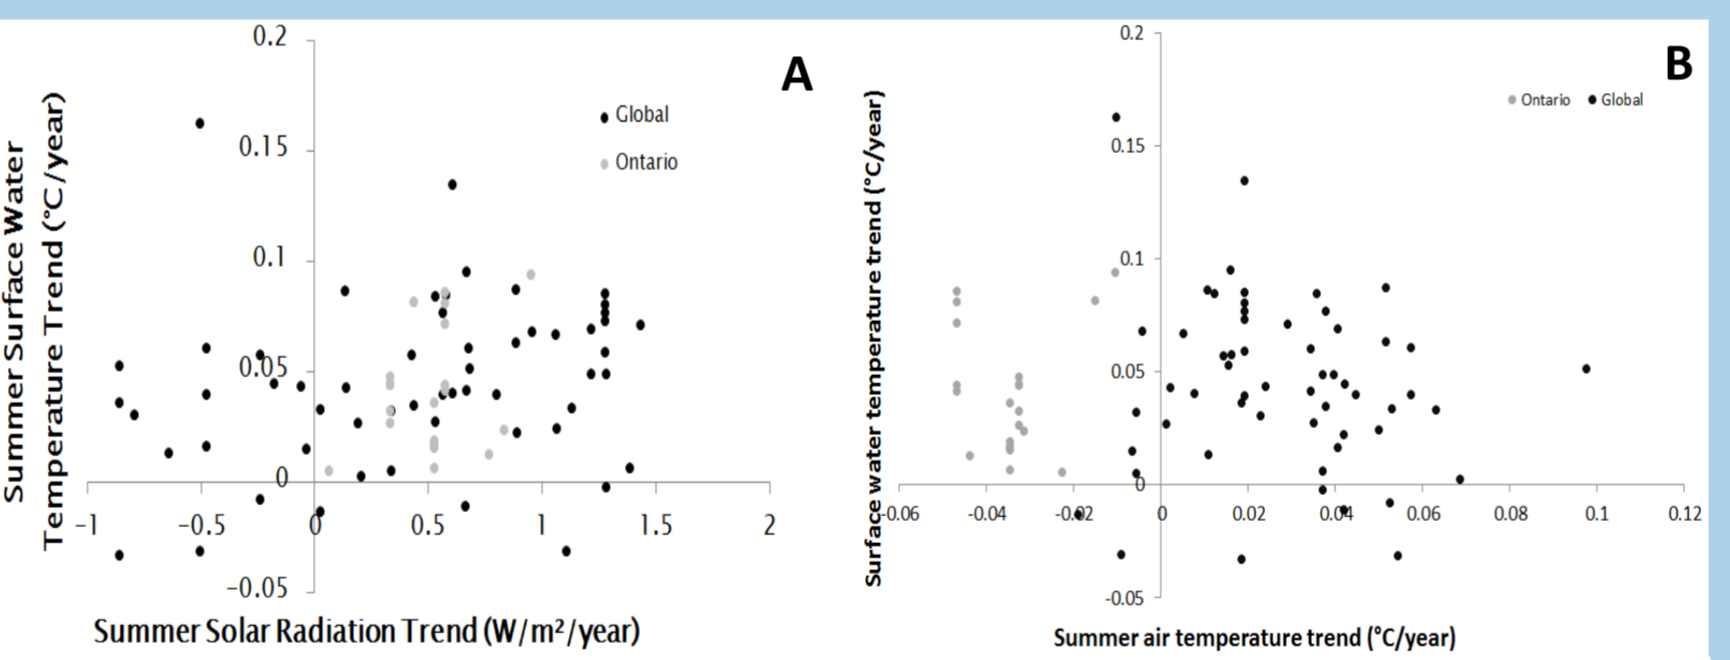 A
Summer Surface Water
Temperature Trend (°C/year)
0.2
0.15
0.1
0.05
0
-0.05
-1
-0.5
0
0.5
1
1.5
2
Global
Ontario
Summer Solar Radiation Trend (W/m²/year)
B
Surface water temperature trend (°C/year)
0.2
0.15
0.1
0.05
0
-0.05
-0.06
-0.04
-0.02
0
0.02
0.04
0.06
0.08
0.1
0.12
Ontario Global
Summer air temperature trend (°C/year)